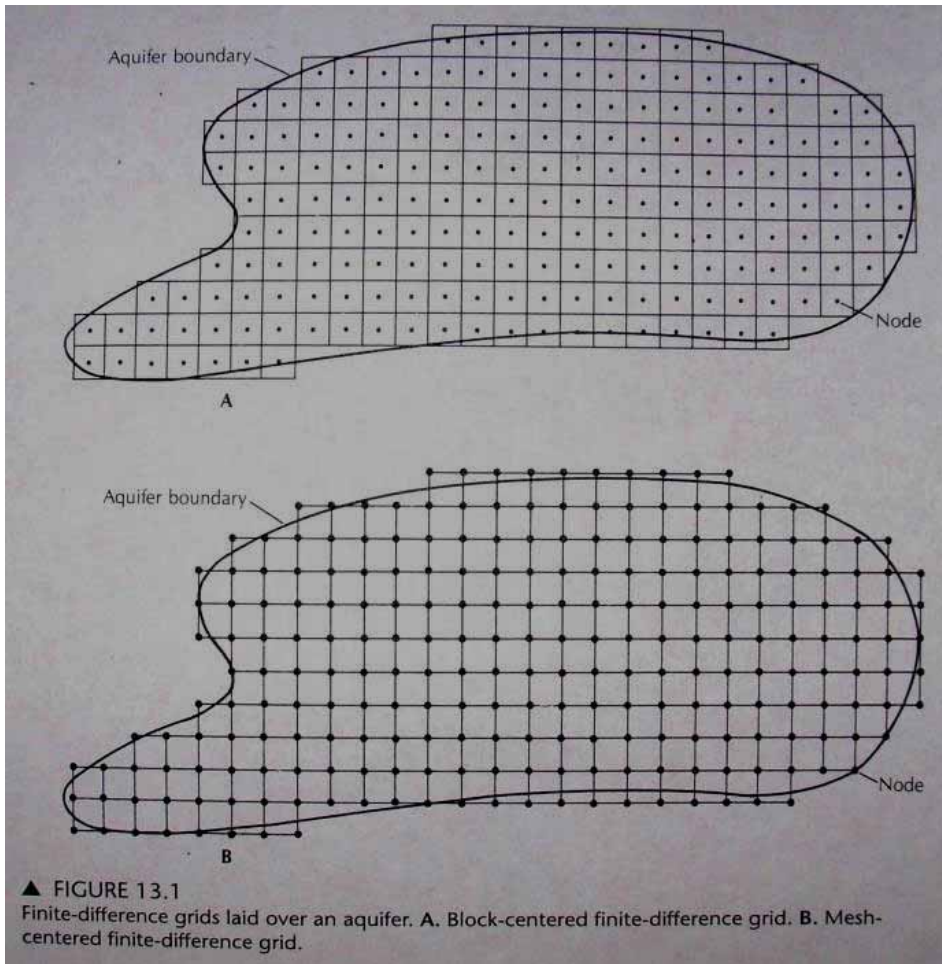 Aquifer boundary
Node
A
Aquifer boundary
Node
B
▲ FIGURE 13.1
Finite-difference grids laid over an aquifer. A. Block-centered finite-difference grid. B. Mesh-
centered finite-difference grid.